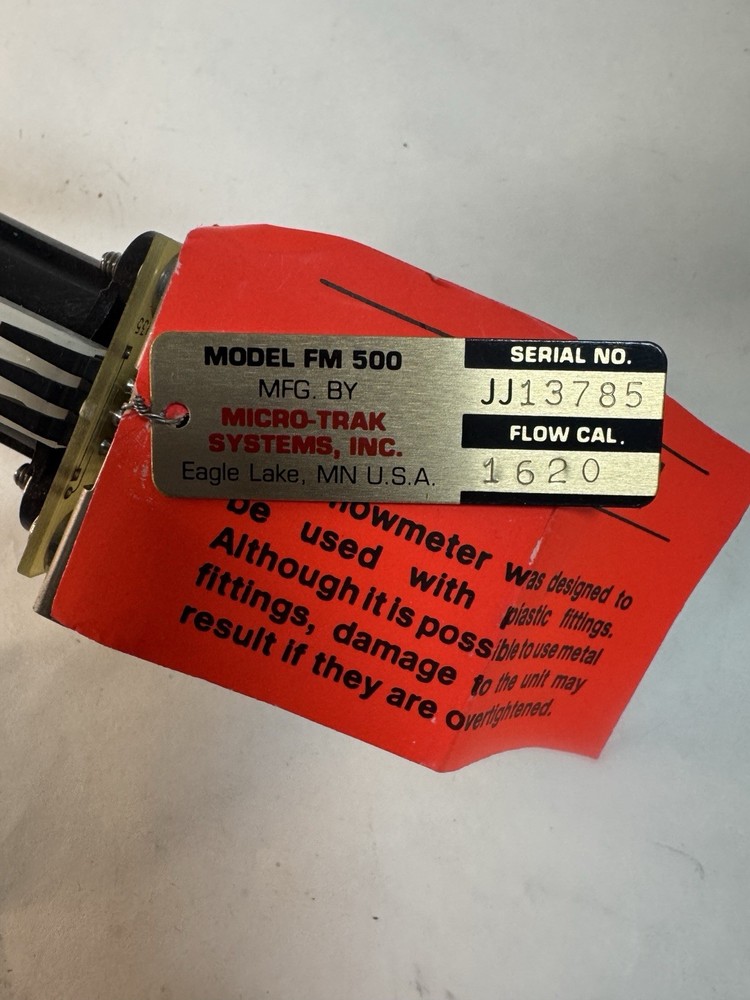 MODEL FM 500
MFG. BY
MICRO-TRAK
SYSTEMS, INC.
Eagle Lake, MN U.S.A.
SERIAL NO.
JJ13785
FLOW CAL.
1620
flowmeter was designed to
be used with plastic fittings.
Although it is possible to use metal
fittings, damage to the unit may
result if they are overtightened.